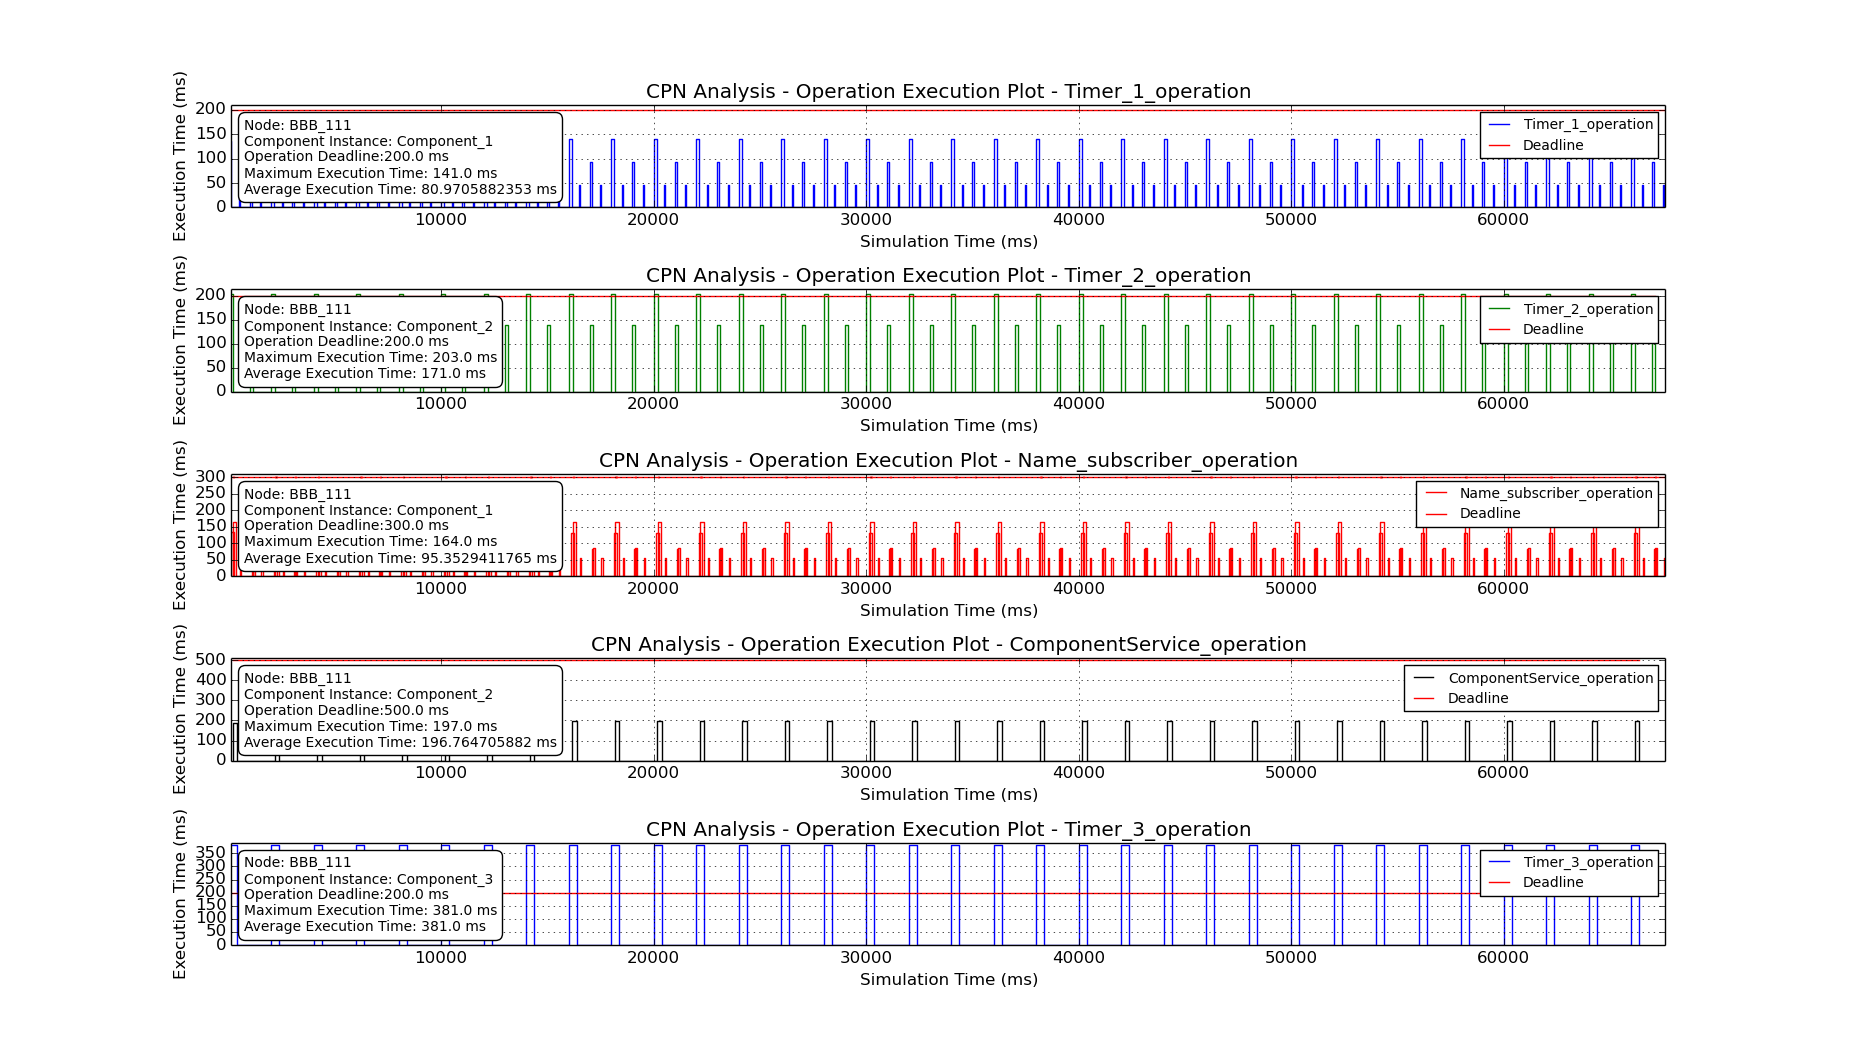 CPN Analysis - Operation Execution Plot - Timer_1_operation
Execution Time (ms)
200
150
100
50
0
Node: BBB_111
Component Instance: Component_1
Operation Deadline:200.0 ms
Maximum Execution Time: 141.0 ms
Average Execution Time: 80.9705882353 ms
Timer_1_operation
Deadline
10000 20000 30000 40000 50000 60000
Simulation Time (ms)
CPN Analysis - Operation Execution Plot - Timer_2_operation
Execution Time (ms)
200
150
100
50
0
Node: BBB_111
Component Instance: Component_2
Operation Deadline:200.0 ms
Maximum Execution Time: 203.0 ms
Average Execution Time: 171.0 ms
Timer_2_operation
Deadline
10000 20000 30000 40000 50000 60000
Simulation Time (ms)
CPN Analysis - Operation Execution Plot - Name_subscriber_operation
Execution Time (ms)
300
250
200
150
100
50
0
Node: BBB_111
Component Instance: Component_1
Operation Deadline:300.0 ms
Maximum Execution Time: 164.0 ms
Average Execution Time: 95.3529411765 ms
Name_subscriber_operation
Deadline
10000 20000 30000 40000 50000 60000
Simulation Time (ms)
CPN Analysis - Operation Execution Plot - ComponentService_operation
Execution Time (ms)
500
400
300
200
100
0
Node: BBB_111
Component Instance: Component_2
Operation Deadline:500.0 ms
Maximum Execution Time: 197.0 ms
Average Execution Time: 196.764705882 ms
ComponentService_operation
Deadline
10000 20000 30000 40000 50000 60000
Simulation Time (ms)
CPN Analysis - Operation Execution Plot - Timer_3_operation
Execution Time (ms)
350
300
250
200
150
100
50
0
Node: BBB_111
Component Instance: Component_3
Operation Deadline:200.0 ms
Maximum Execution Time: 381.0 ms
Average Execution Time: 381.0 ms
Timer_3_operation
Deadline
10000 20000 30000 40000 50000 60000
Simulation Time (ms)